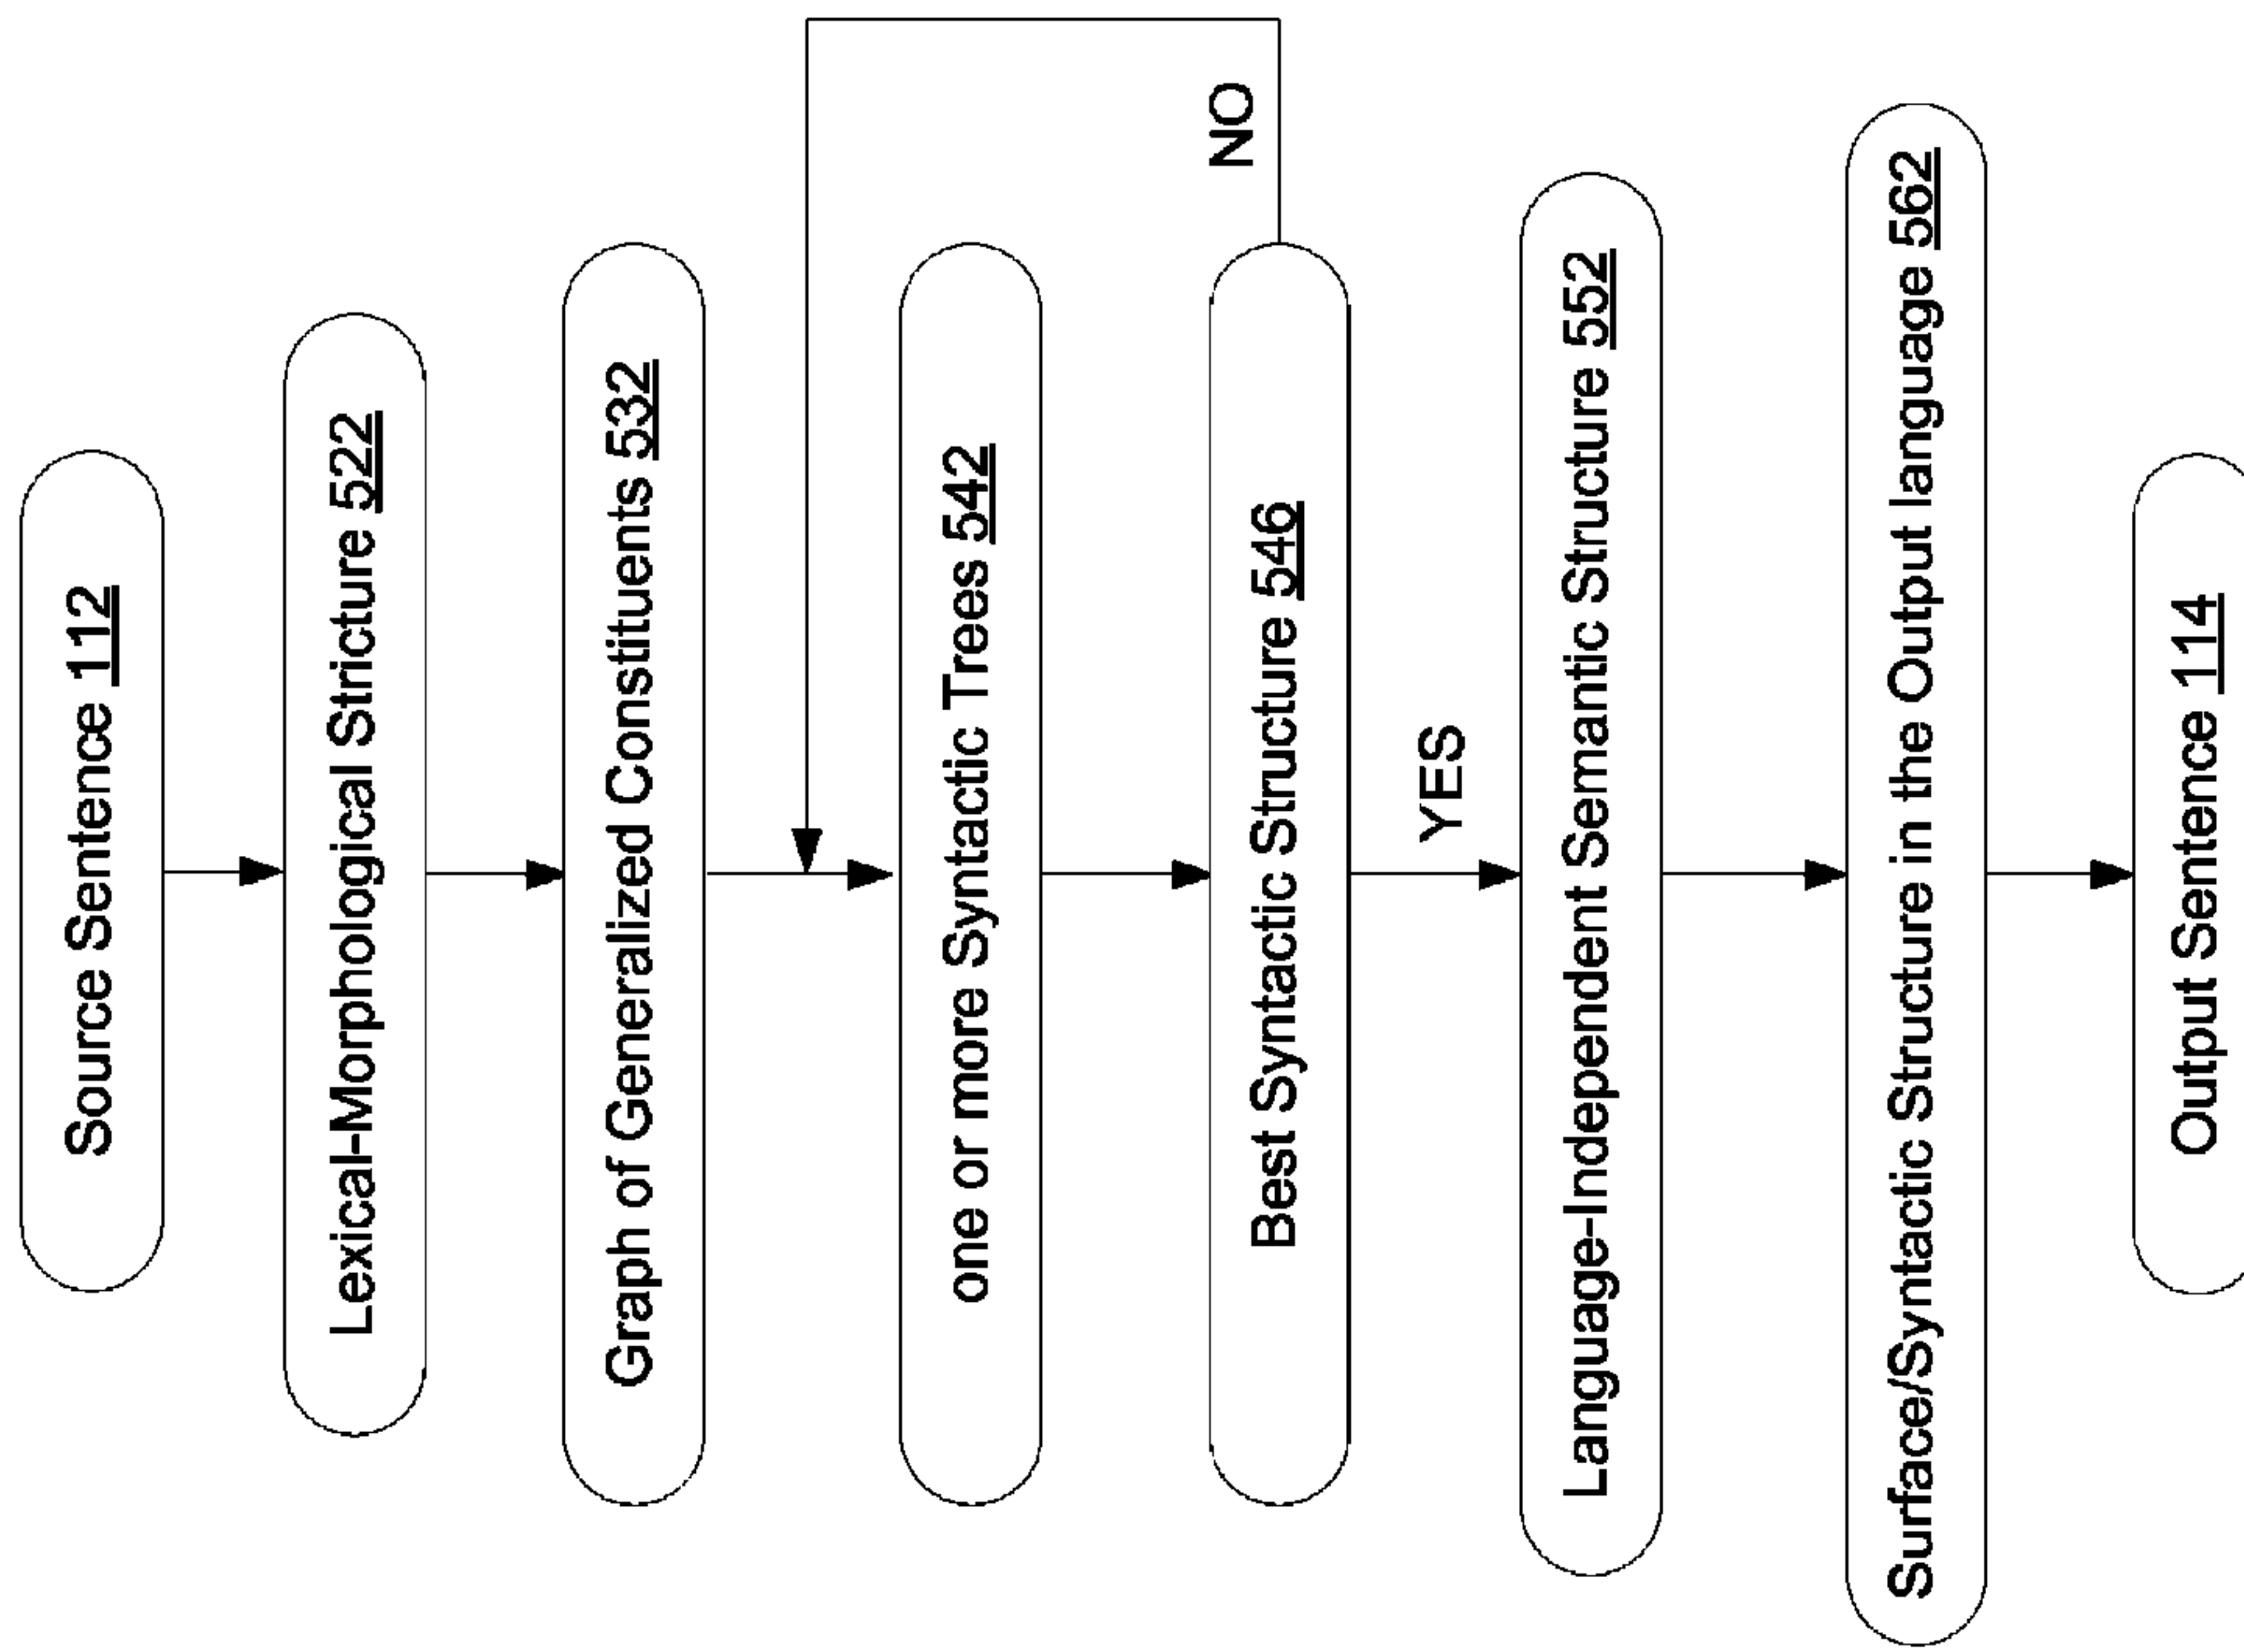 Source Sentence 112
Lexical-Morphological Stricture 522
Graph of Generalized Constituents 532
one or more Syntactic Trees 542
Best Syntactic Structure 546
NO
YES
Language-Independent Semantic Structure 552
Surface/Syntactic Structure in the Output language 562
Output Sentence 114